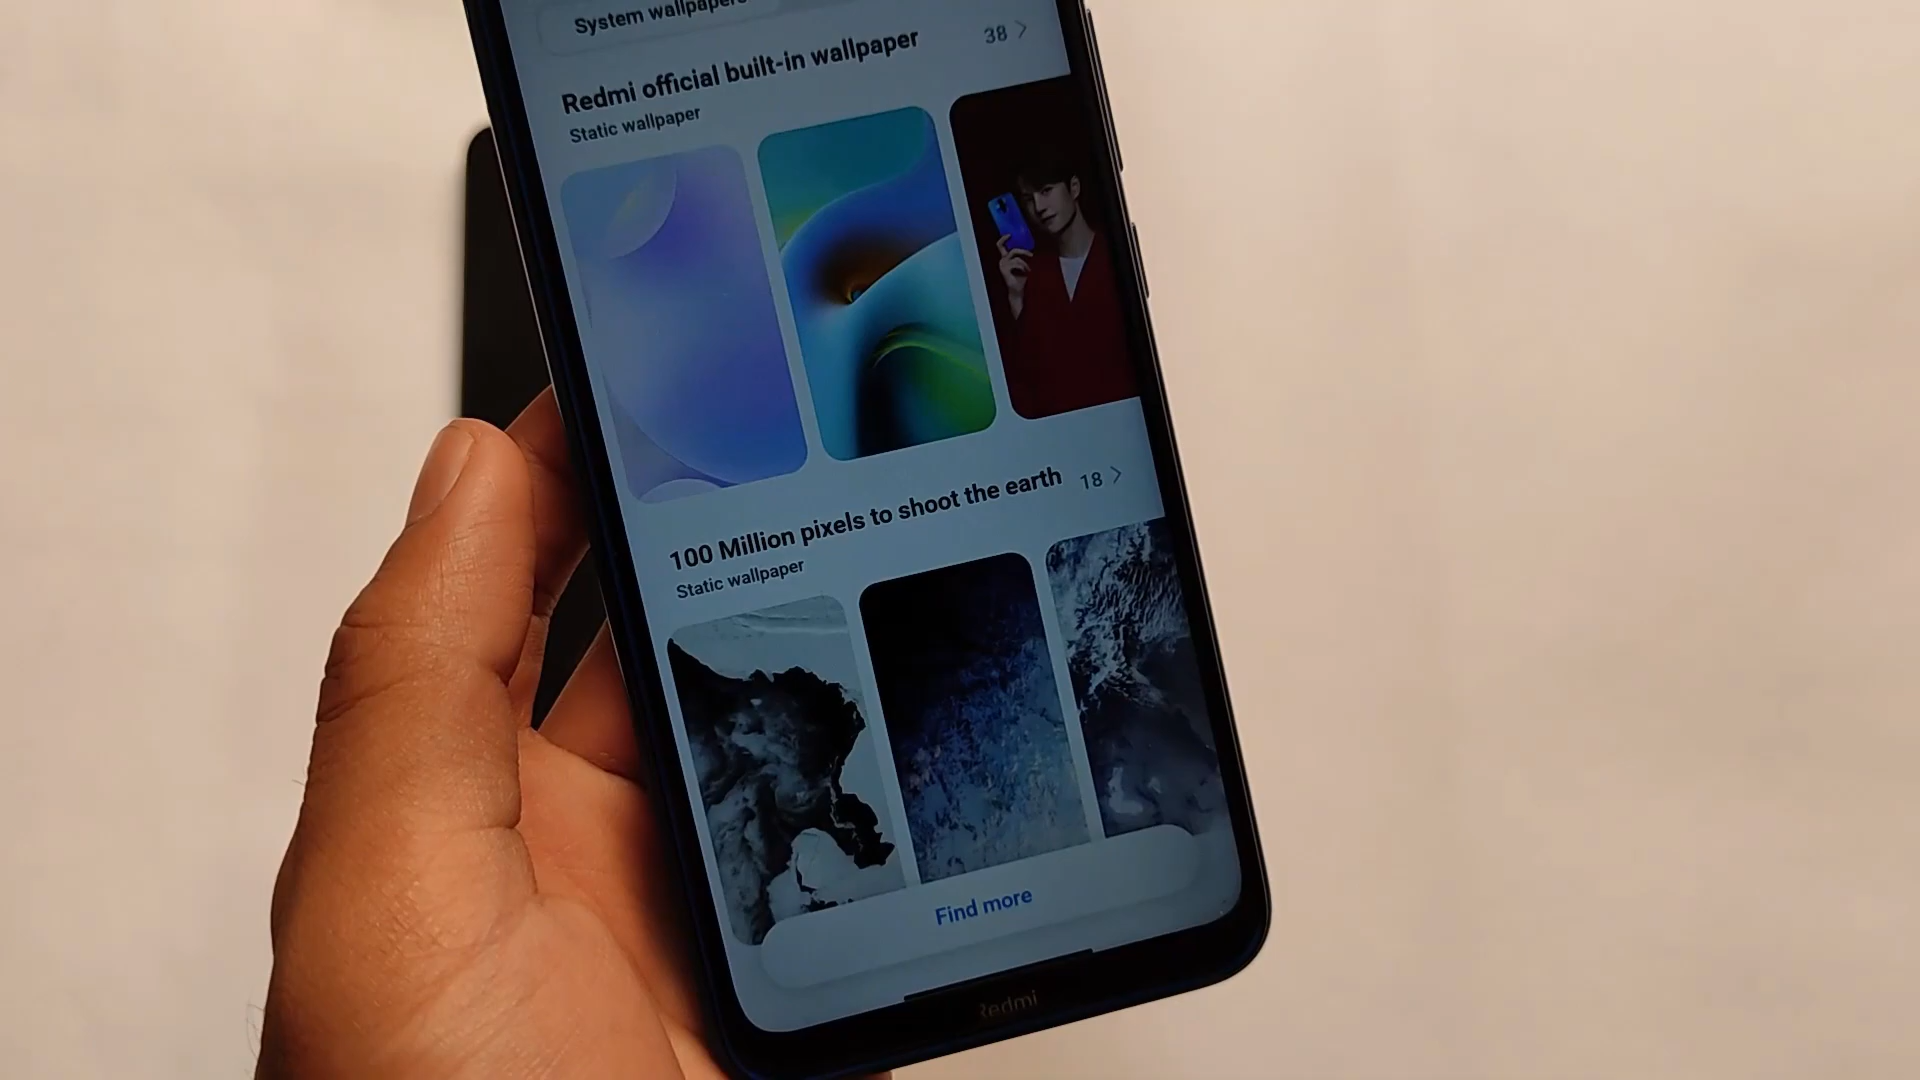 System wallpapers
Redmi official built-in wallpaper
38 >
Static wallpaper
100 Million pixels to shoot the earth
18 >
Static wallpaper
Find more
Redmi